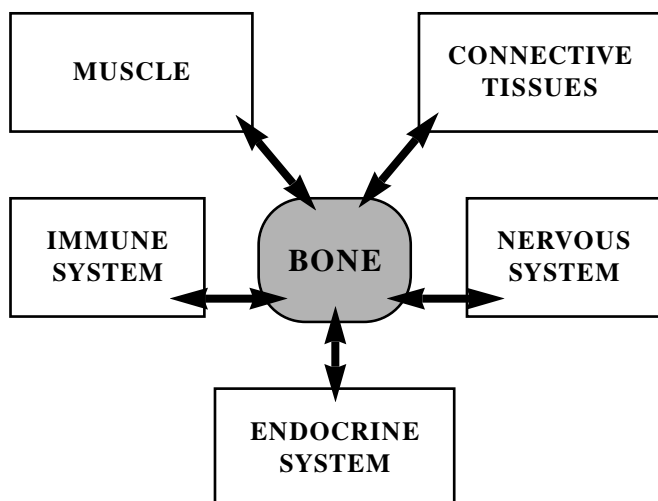 MUSCLE
CONNECTIVE
TISSUES
IMMUNE
SYSTEM
BONE
NERVOUS
SYSTEM
ENDOCRINE
SYSTEM